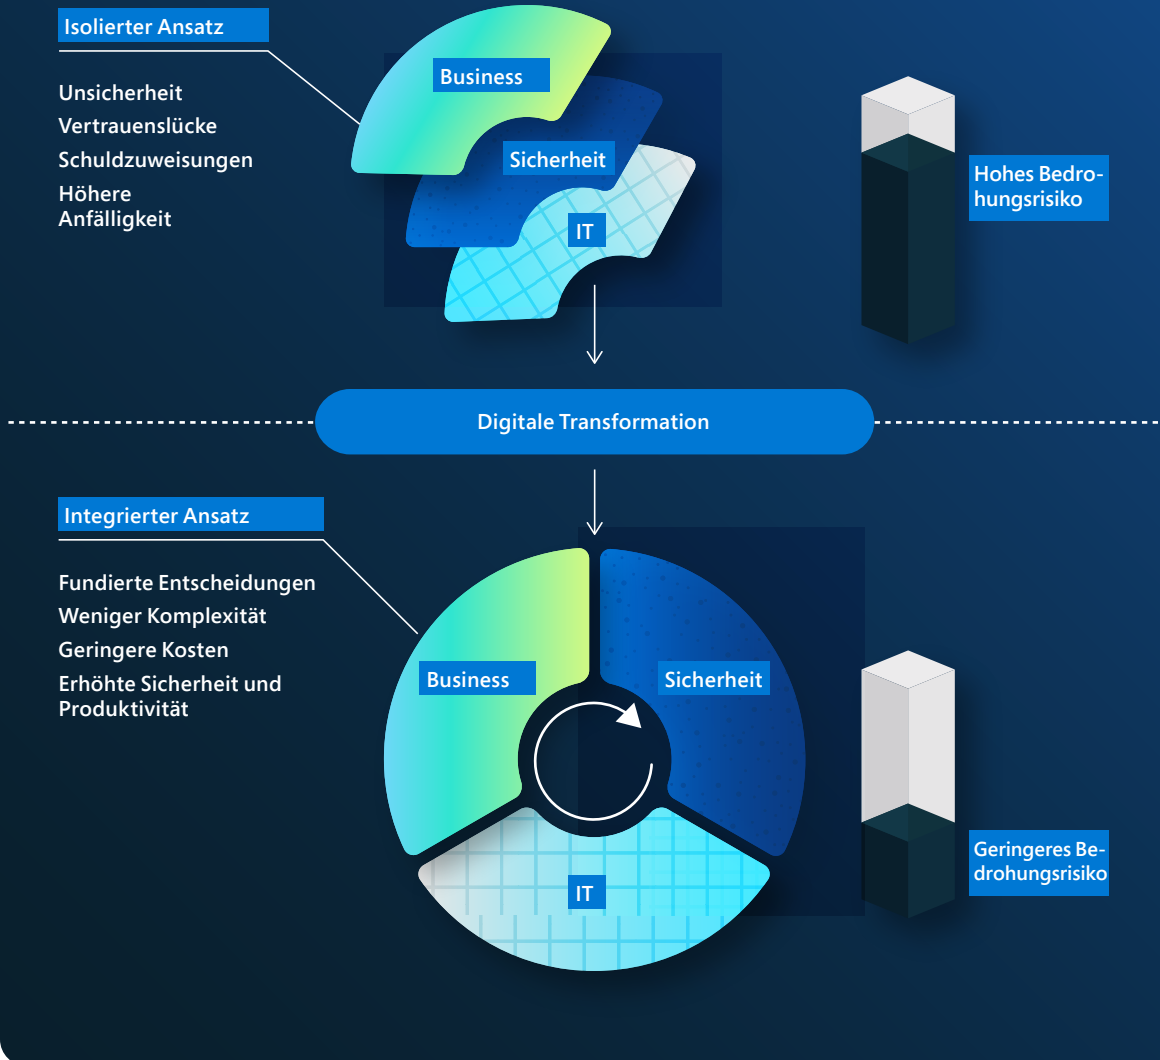 Isolierter Ansatz
Unsicherheit
Vertrauenslücke
Schuldzuweisungen
Höhere
Anfälligkeit
Business
Sicherheit
IT
Hohes Bedro-
hungsrisiko
Digitale Transformation
Integrierter Ansatz
Fundierte Entscheidungen
Weniger Komplexität
Geringere Kosten
Erhöhte Sicherheit und
Produktivität
Business
Sicherheit
IT
Geringeres Be-
drohungsrisiko